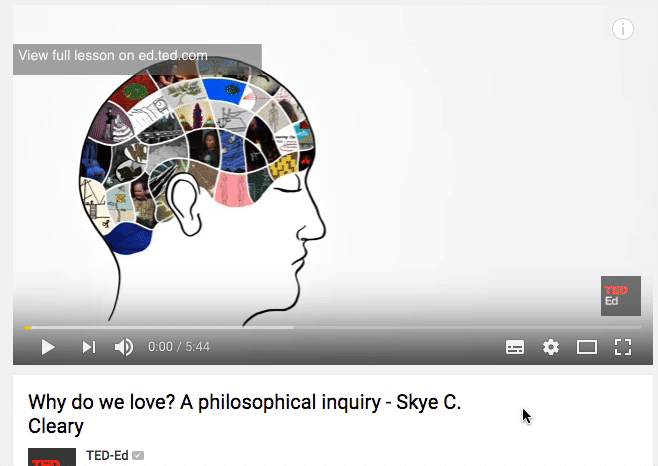 View full lesson on ed.ted.com
i
TED
Ed
0:00 / 5:44
Why do we love? A philosophical inquiry - Skye C.
Cleary
TED
TED-Ed